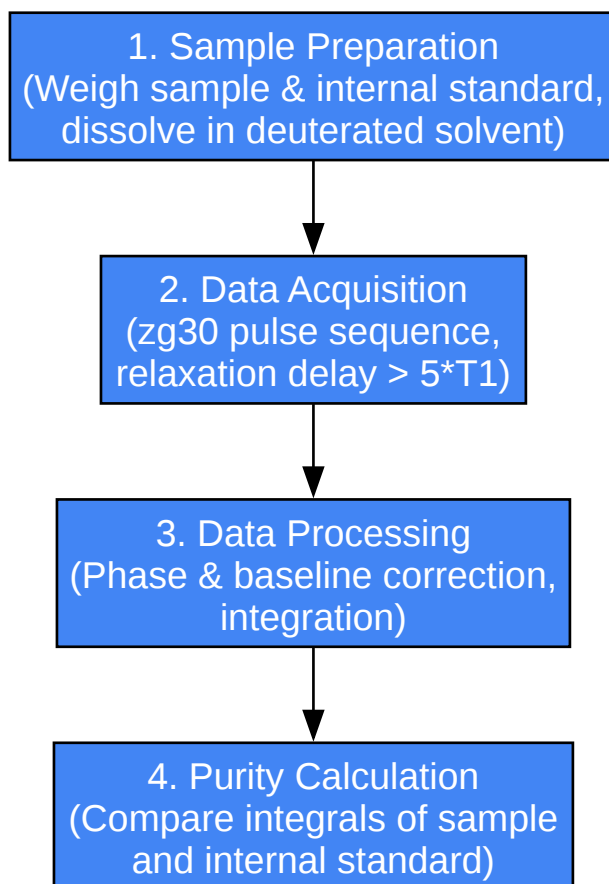 1. Sample Preparation
(Weigh sample & internal standard,
dissolve in deuterated solvent)
2. Data Acquisition
(zg30 pulse sequence,
relaxation delay > 5*T1)
3. Data Processing
(Phase & baseline correction,
integration)
4. Purity Calculation
(Compare integrals of sample
and internal standard)